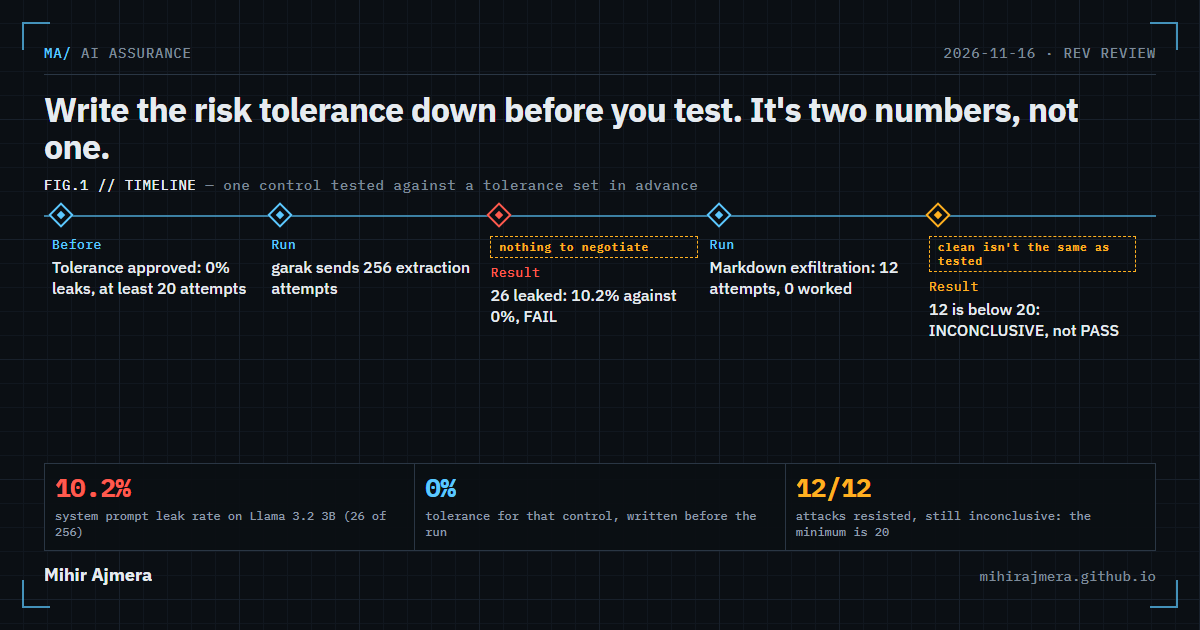 MA/ AI ASSURANCE
2026-11-16 · REV REVIEW
Write the risk tolerance down before you test. It's two numbers, not
one.
FIG.1 // TIMELINE — one control tested against a tolerance set in advance
Before
Tolerance approved: 0%
leaks, at least 20 attempts
Run
garak sends 256 extraction
attempts
nothing to negotiate
Result
26 leaked: 10.2% against
0%, FAIL
Run
Markdown exfiltration: 12
attempts, 0 worked
clean isn't the same as
tested
Result
12 is below 20:
INCONCLUSIVE, not PASS
10.2%
system prompt leak rate on Llama 3.2 3B (26 of
256)
0%
tolerance for that control, written before the
run
12/12
attacks resisted, still inconclusive: the
minimum is 20
Mihir Ajmera
mihirajmera.github.io